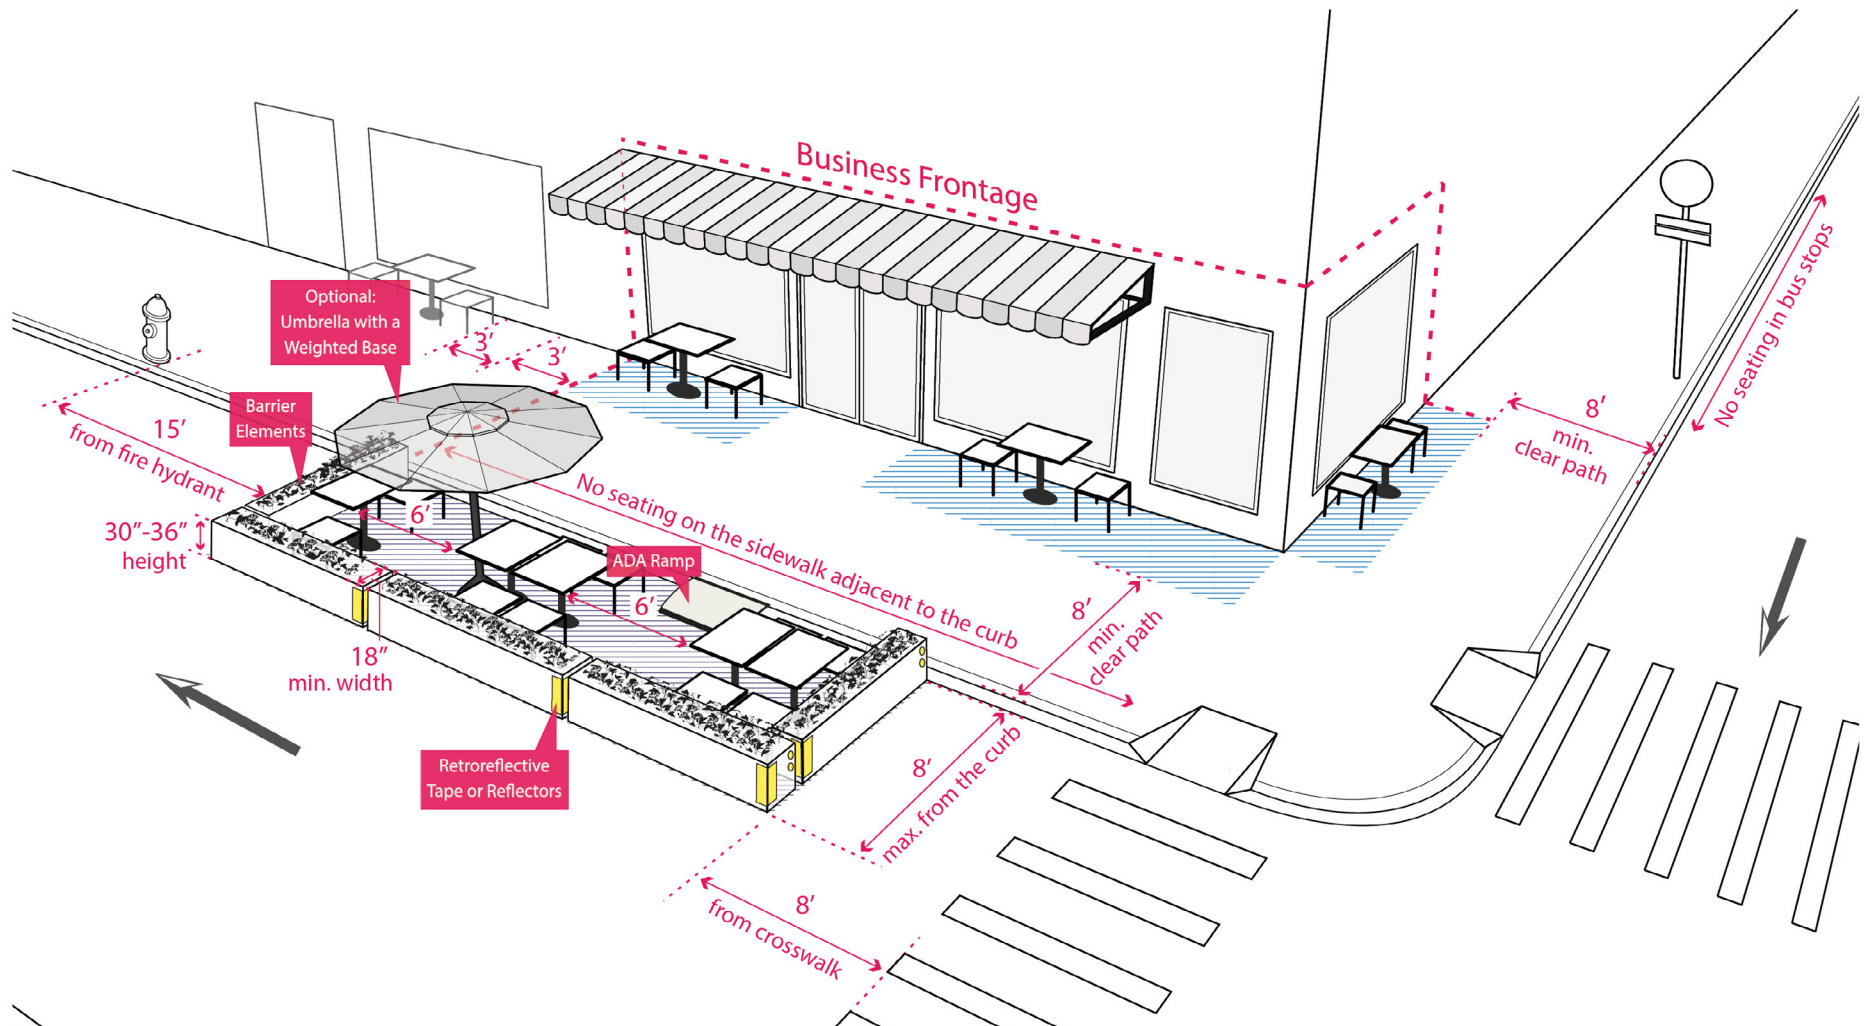 Business Frontage
Optional:
Umbrella with a
Weighted Base
3’
3’
Barrier
Elements
15’
from fire hydrant
30”-36”
height
6’
No seating on the sidewalk adjacent to the curb
ADA Ramp
6’
18”
min. width
Retroreflective
Tape or Reflectors
8’
min.
clear path
8’
max. from the curb
8’
from crosswalk
8’
min.
clear path
No seating in bus stops